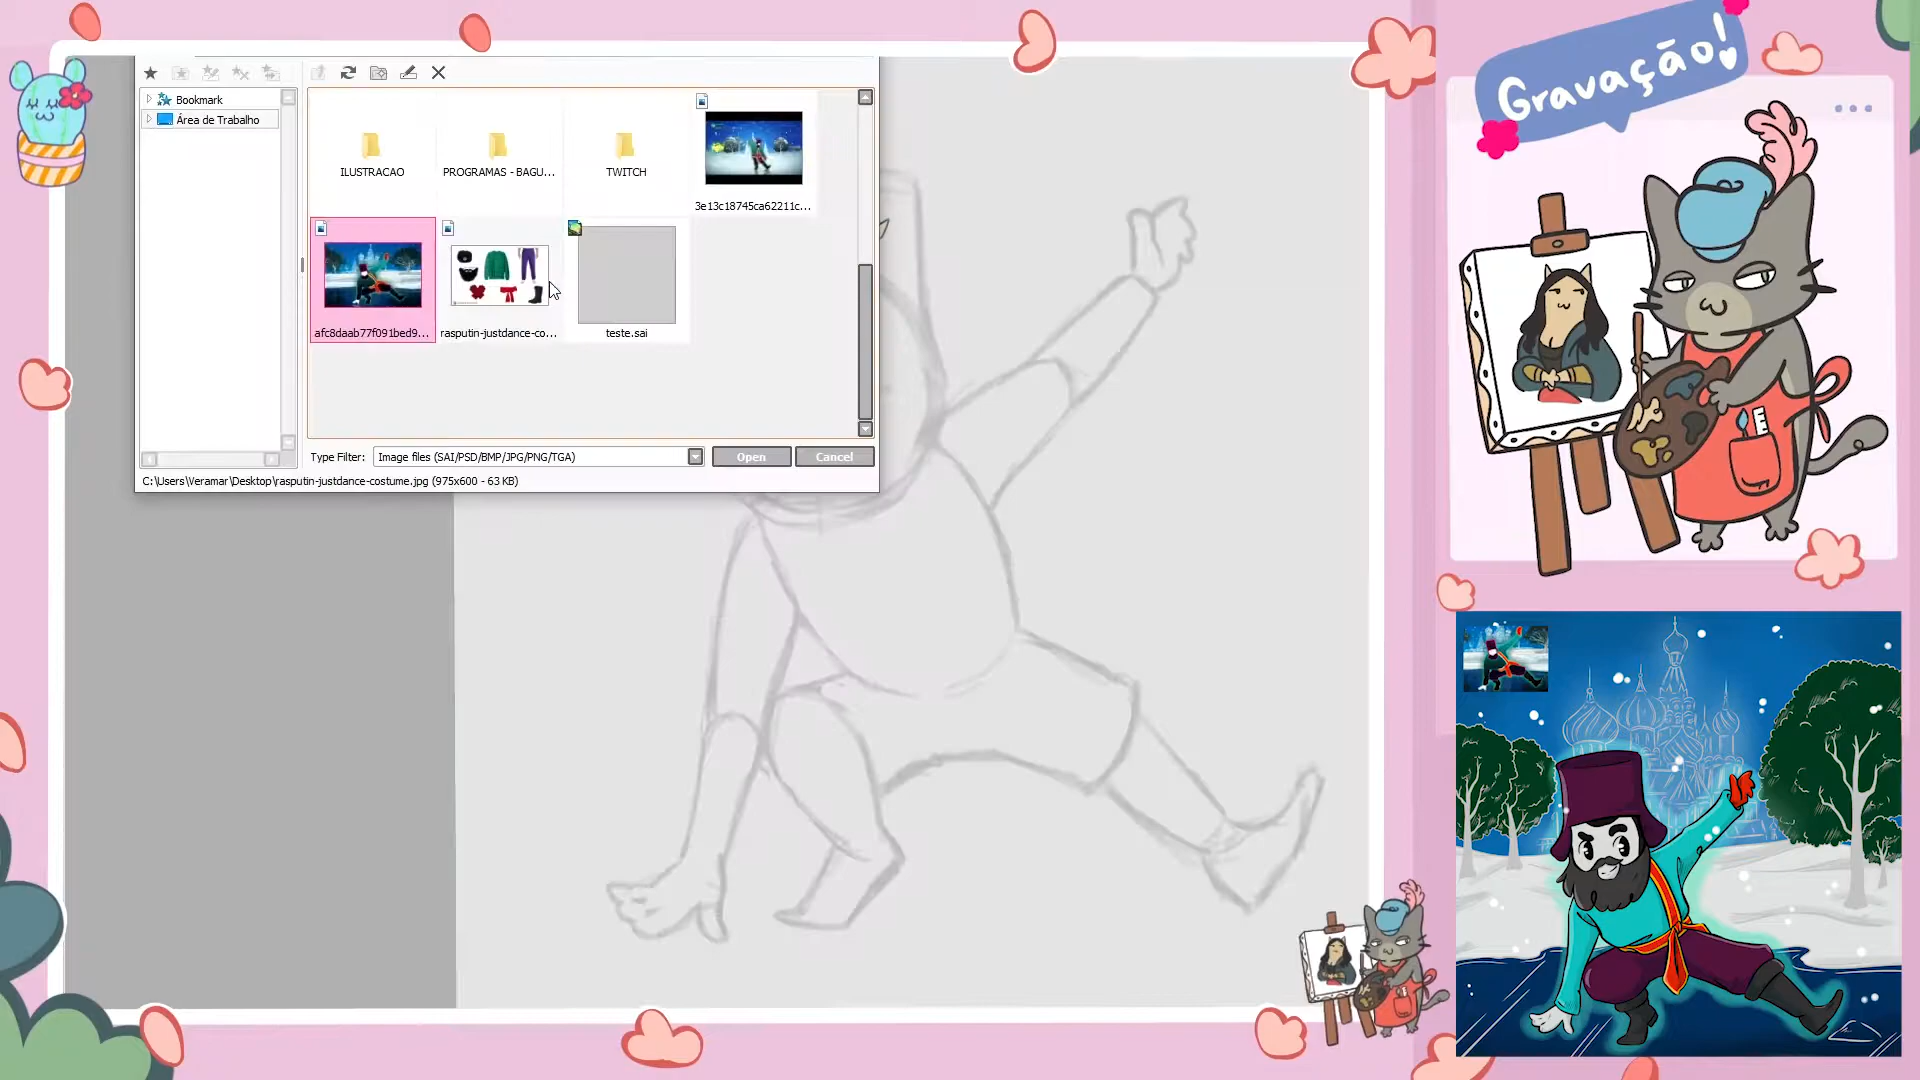 Gravação!
Bookmark
Área de Trabalho
ILUSTRACAO
PROGRAMAS - BAGU...
TWITCH
3e13c18745ca62211c...
afc8daab77f091bed9...
rasputin-justdance-co...
teste.sai
Type Filter:
Image files (SAI/PSD/BMP/JPG/PNG/TGA)
Open
Cancel
C:\Users\Veramar\Desktop\rasputin-justdance-costume.jpg (975x600 - 63 KB)